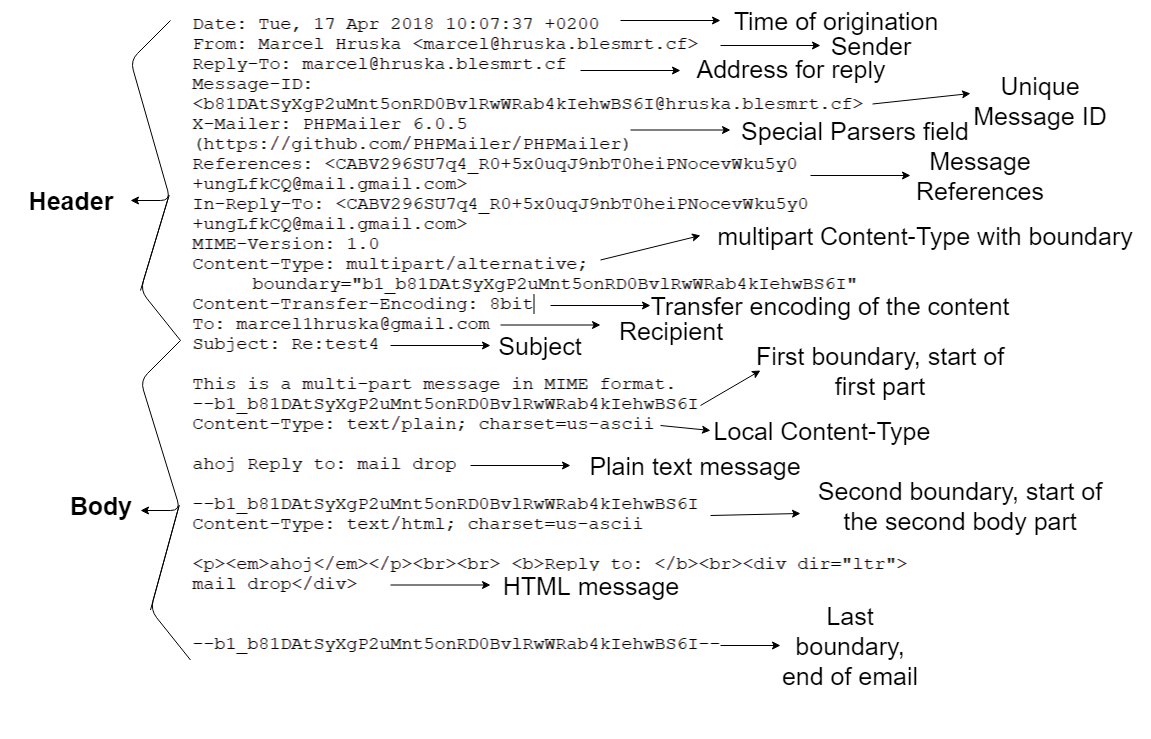 Date: Tue, 17 Apr 2018 10:07:37 +0200
Time of origination
From: Marcel Hruska <marcel@hruska.blesmrt.cf>
Sender
Reply-To: marcel@hruska.blesmrt.cf
Address for reply
Message-ID:
<b81DAtSyXgP2uMnt5onRD0BvlRwWRab4kIehwBS6I@hruska.blesmrt.cf>
Unique
Message ID
X-Mailer: PHPMailer 6.0.5
(https://github.com/PHPMailer/PHPMailer)
Special Parsers field
References: <CABV296SU7q4_R0+5x0uqJ9nbT0heiPNocevWku5y0
+ungLfkCQ@mail.gmail.com>
Message
References
Header
In-Reply-To: <CABV296SU7q4_R0+5x0uqJ9nbT0heiPNocevWku5y0
+ungLfkCQ@mail.gmail.com>
MIME-Version: 1.0
Content-Type: multipart/alternative;
boundary="b1_b81DAtSyXgP2uMnt5onRD0BvlRwWRab4kIehwBS6I"
multipart Content-Type with boundary
Content-Transfer-Encoding: 8bit
Transfer encoding of the content
To: marcel1hruska@gmail.com
Recipient
Subject: Re:test4
Subject
This is a multi-part message in MIME format.
--b1_b81DAtSyXgP2uMnt5onRD0BvlRwWRab4kIehwBS6I
First boundary, start of
first part
Content-Type: text/plain; charset=us-ascii
Local Content-Type
ahoj Reply to: mail drop
Plain text message
Body
--b1_b81DAtSyXgP2uMnt5onRD0BvlRwWRab4kIehwBS6I
Content-Type: text/html; charset=us-ascii
Second boundary, start of
the second body part
<p><em>ahoj</em></p><br><br> <b>Reply to: </b><br><div dir="ltr">
mail drop</div>
HTML message
--b1_b81DAtSyXgP2uMnt5onRD0BvlRwWRab4kIehwBS6I--
Last
boundary,
end of email